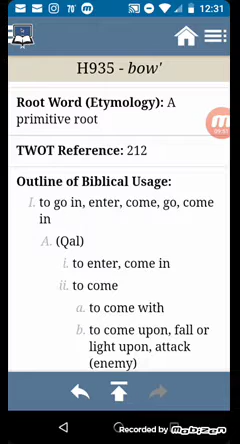 70°
12:31
H935 - bow'
Root Word (Etymology): A
primitive root
TWOT Reference: 212
Outline of Biblical Usage:
I. to go in, enter, come, go, come
in
A. (Qal)
i. to enter, come in
ii. to come
a. to come with
b. to come upon, fall or
light upon, attack
(enemy)
Recorded by mobizen